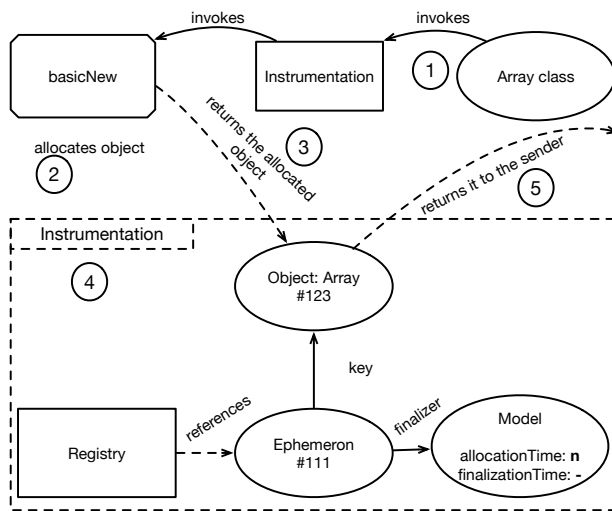 invokes
invokes
basicNew
Instrumentation
Array class
1
returns the allocated
object
3
allocates object
2
returns it to the sender
5
Instrumentation
4
Object: Array
#123
key
references
finalizer
Registry
Ephemeron
#111
Model
allocationTime: n
finalizationTime: -